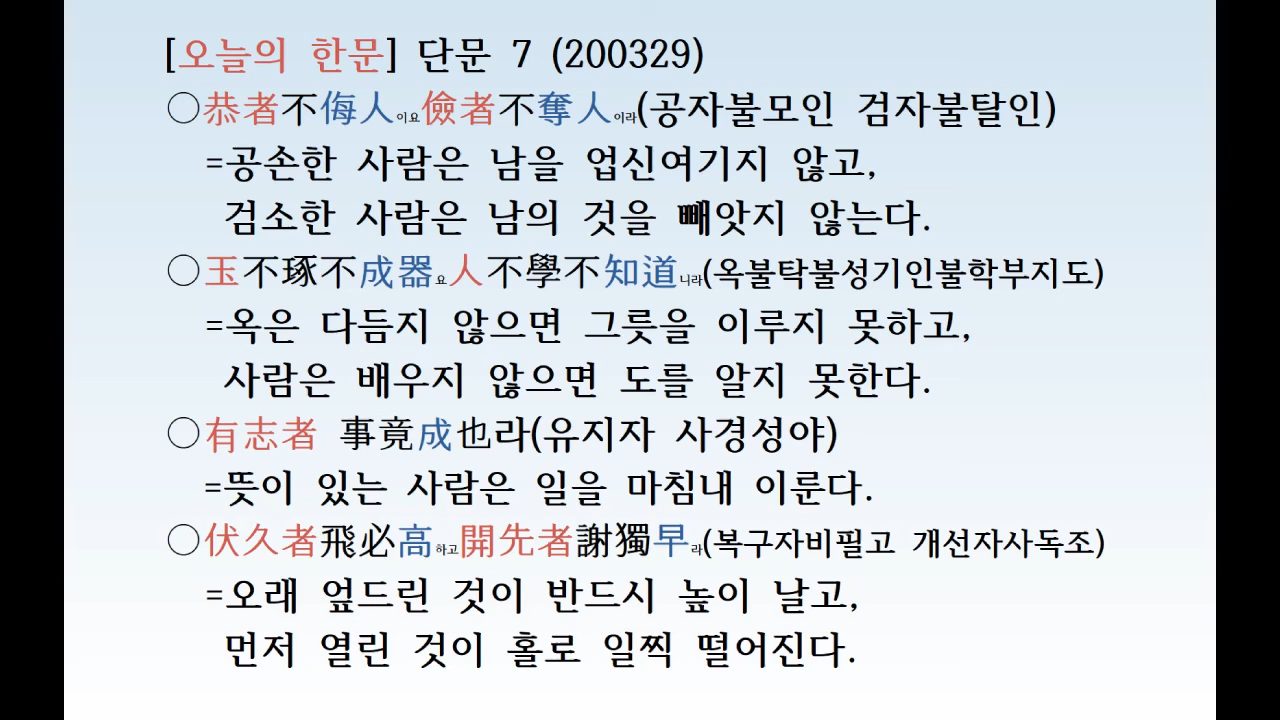 [오늘의 한문] 단문 7 (200329)
○恭者不侮人이요儉者不奪人이라(공자불모인 검자불탈인)
=공손한 사람은 남을 업신여기지 않고,
검소한 사람은 남의 것을 빼앗지 않는다.
○玉不琢不成器요人不學不知道니라(옥불탁불성기인불학부지도)
=옥은 다듬지 않으면 그릇을 이루지 못하고,
사람은 배우지 않으면 도를 알지 못한다.
○有志者 事竟成也라(유지자 사경성야)
=뜻이 있는 사람은 일을 마침내 이룬다.
○伏久者飛必高하고開先者謝獨早라(복구자비필고 개선자사독조)
=오래 엎드린 것이 반드시 높이 날고,
먼저 열린 것이 홀로 일찍 떨어진다.